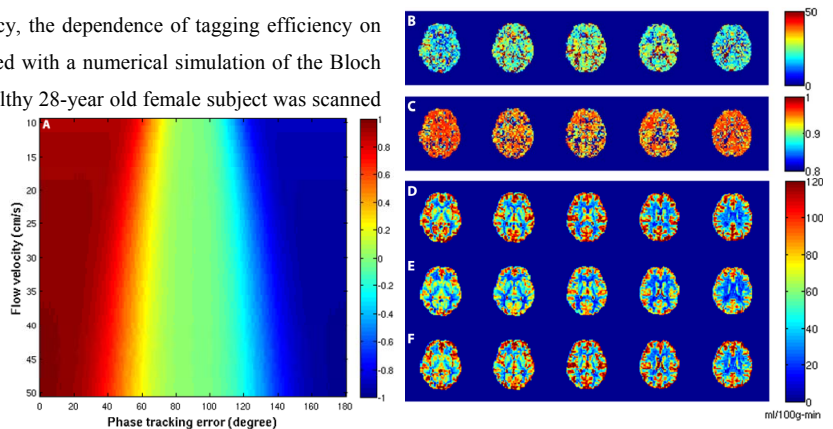 cy, the dependence of tagging efficiency on
ed with a numerical simulation of the Bloch
lthy 28-year old female subject was scanned
A
10
15
20
25
30
35
40
45
50
Flow velocity (cm/s)
0 20 40 60 80 100 120 140 160 180
Phase tracking error (degree)
1
0.8
0.6
0.4
0.2
0
-0.2
-0.4
-0.6
-0.8
-1
B
50
0
C
1
0.9
0.8
D
E
F
120
100
80
60
40
20
0
ml/100g-min